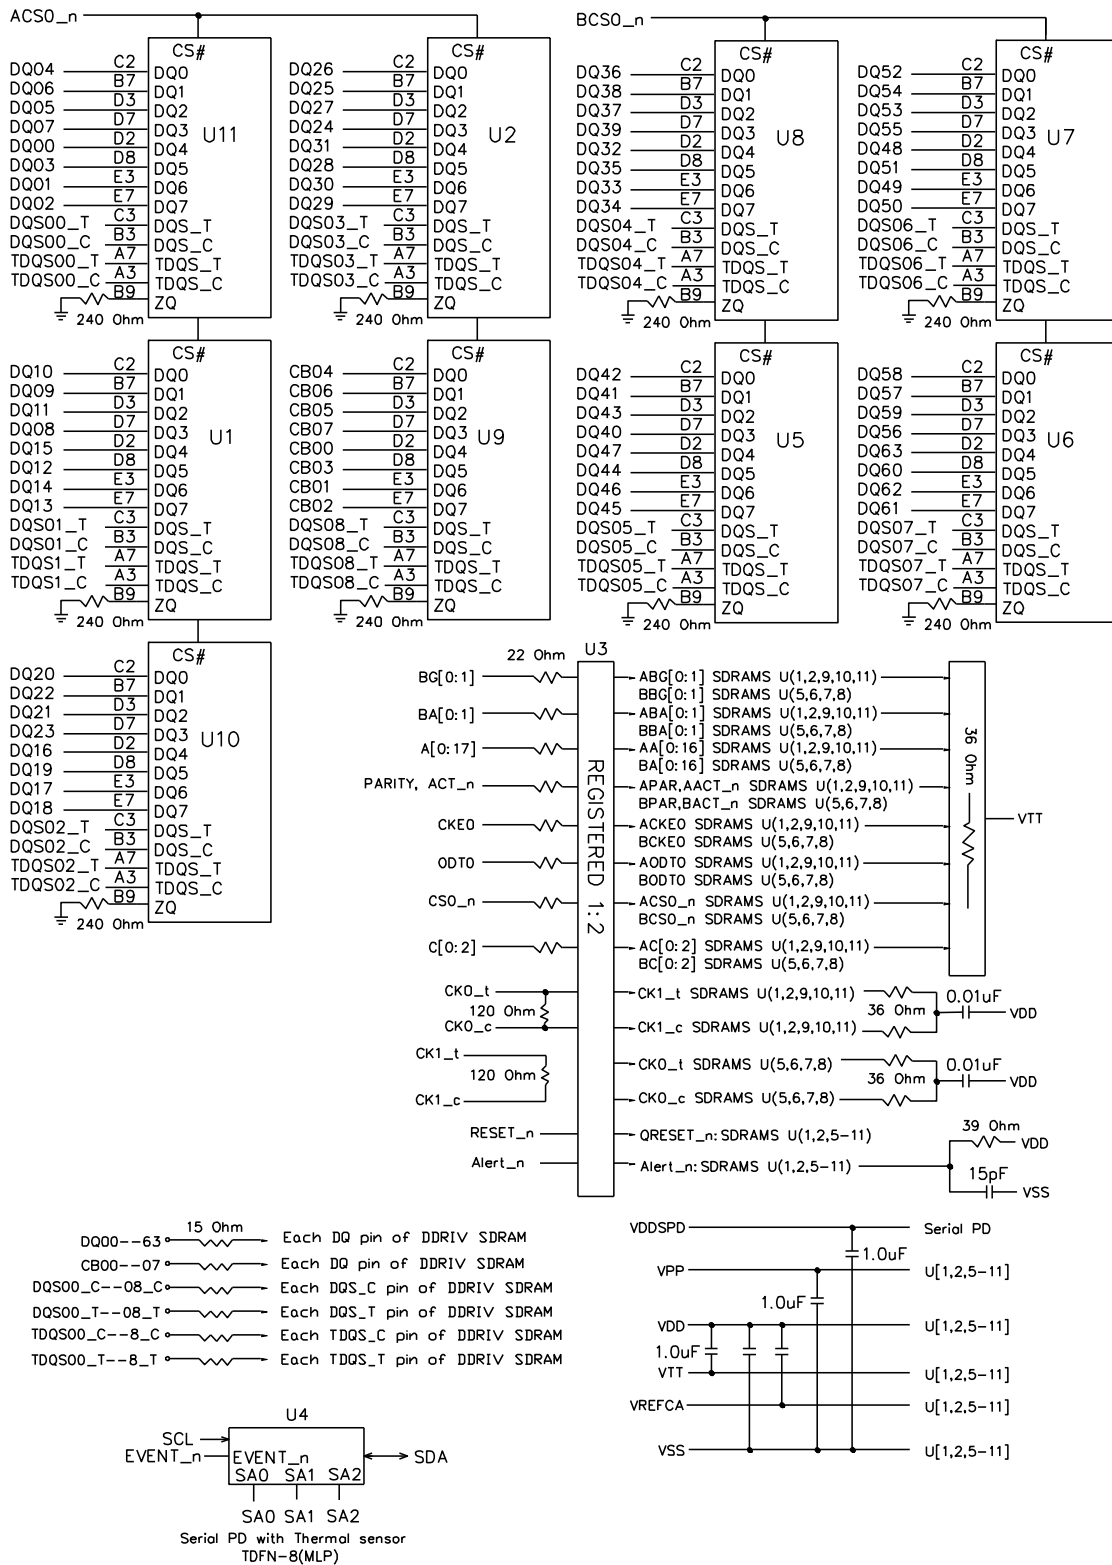 ACS0_n
BCS0_n
CS#
DQ04 C2 DQ0
DQ06 B7 DQ1
DQ05 D3 DQ2
DQ07 D7 DQ3
DQ00 D2 DQ4
DQ03 D8 DQ5
DQ01 E3 DQ6
DQ02 E7 DQ7
DQS00_T C3 DQS_T
DQS00_C B3 DQS_C
TDQS00_T A7 TDQS_T
TDQS00_C A3 TDQS_C
B9 ZQ
240 Ohm
U11
CS#
DQ26 C2 DQ0
DQ25 B7 DQ1
DQ27 D3 DQ2
DQ24 D7 DQ3
DQ31 D2 DQ4
DQ28 D8 DQ5
DQ30 E3 DQ6
DQ29 E7 DQ7
DQS03_T C3 DQS_T
DQS03_C B3 DQS_C
TDQS03_T A7 TDQS_T
TDQS03_C A3 TDQS_C
B9 ZQ
240 Ohm
U2
CS#
DQ36 C2 DQ0
DQ38 B7 DQ1
DQ37 D3 DQ2
DQ39 D7 DQ3
DQ32 D2 DQ4
DQ35 D8 DQ5
DQ33 E3 DQ6
DQ34 E7 DQ7
DQS04_T C3 DQS_T
DQS04_C B3 DQS_C
TDQS04_T A7 TDQS_T
TDQS04_C A3 TDQS_C
B9 ZQ
240 Ohm
U8
CS#
DQ52 C2 DQ0
DQ54 B7 DQ1
DQ53 D3 DQ2
DQ55 D7 DQ3
DQ48 D2 DQ4
DQ51 D8 DQ5
DQ49 E3 DQ6
DQ50 E7 DQ7
DQS06_T C3 DQS_T
DQS06_C B3 DQS_C
TDQS06_T A7 TDQS_T
TDQS06_C A3 TDQS_C
B9 ZQ
240 Ohm
U7
CS#
DQ10 C2 DQ0
DQ09 B7 DQ1
DQ11 D3 DQ2
DQ08 D7 DQ3
DQ15 D2 DQ4
DQ12 D8 DQ5
DQ14 E3 DQ6
DQ13 E7 DQ7
DQS01_T C3 DQS_T
DQS01_C B3 DQS_C
TDQS1_T A7 TDQS_T
TDQS1_C A3 TDQS_C
B9 ZQ
240 Ohm
U1
CS#
CB04 C2 DQ0
CB06 B7 DQ1
CB05 D3 DQ2
CB07 D7 DQ3
CB00 D2 DQ4
CB03 D8 DQ5
CB01 E3 DQ6
CB02 E7 DQ7
DQS08_T C3 DQS_T
DQS08_C B3 DQS_C
TDQS08_T A7 TDQS_T
TDQS08_C A3 TDQS_C
B9 ZQ
240 Ohm
U9
CS#
DQ42 C2 DQ0
DQ41 B7 DQ1
DQ43 D3 DQ2
DQ40 D7 DQ3
DQ47 D2 DQ4
DQ44 D8 DQ5
DQ46 E3 DQ6
DQ45 E7 DQ7
DQS05_T C3 DQS_T
DQS05_C B3 DQS_C
TDQS05_T A7 TDQS_T
TDQS05_C A3 TDQS_C
B9 ZQ
240 Ohm
U5
CS#
DQ58 C2 DQ0
DQ57 B7 DQ1
DQ59 D3 DQ2
DQ56 D7 DQ3
DQ63 D2 DQ4
DQ60 D8 DQ5
DQ62 E3 DQ6
DQ61 E7 DQ7
DQS07_T C3 DQS_T
DQS07_C B3 DQS_C
TDQS07_T A7 TDQS_T
TDQS07_C A3 TDQS_C
B9 ZQ
240 Ohm
U6
CS#
DQ20 C2 DQ0
DQ22 B7 DQ1
DQ21 D3 DQ2
DQ23 D7 DQ3
DQ16 D2 DQ4
DQ19 D8 DQ5
DQ17 E3 DQ6
DQ18 E7 DQ7
DQS02_T C3 DQS_T
DQS02_C B3 DQS_C
TDQS02_T A7 TDQS_T
TDQS02_C A3 TDQS_C
B9 ZQ
240 Ohm
U10
U3
22 Ohm
REGISTERED 1:2
BG[0:1] ABG[0:1] SDRAMS U(1,2,9,10,11)
BBG[0:1] SDRAMS U(5,6,7,8)
BA[0:1] ABA[0:1] SDRAMS U(1,2,9,10,11)
BBA[0:1] SDRAMS U(5,6,7,8)
A[0:17] AA[0:16] SDRAMS U(1,2,9,10,11)
BA[0:16] SDRAMS U(5,6,7,8)
PARITY, ACT_n APAR,AACT_n SDRAMS U(1,2,9,10,11)
BPAR,BACT_n SDRAMS U(5,6,7,8)
CKE0 ACKE0 SDRAMS U(1,2,9,10,11)
BCKE0 SDRAMS U(5,6,7,8)
ODT0 AODT0 SDRAMS U(1,2,9,10,11)
BODT0 SDRAMS U(5,6,7,8)
CS0_n ACS0_n SDRAMS U(1,2,9,10,11)
BCS0_n SDRAMS U(5,6,7,8)
C[0:2] AC[0:2] SDRAMS U(1,2,9,10,11)
BC[0:2] SDRAMS U(5,6,7,8)
36 Ohm
VTT
CK0_t CK1_t SDRAMS U(1,2,9,10,11) 0.01uF
120 Ohm 36 Ohm VDD
CK0_c CK1_c SDRAMS U(1,2,9,10,11)
CK1_t CK0_t SDRAMS U(5,6,7,8) 0.01uF
120 Ohm 36 Ohm VDD
CK1_c CK0_c SDRAMS U(5,6,7,8)
RESET_n QRESET_n: SDRAMS U(1,2,5-11)
39 Ohm
VDD
Alert_n Alert_n: SDRAMS U(1,2,5-11)
15pF
VSS
15 Ohm
DQ00--63 Each DQ pin of DDRIV SDRAM
CB00--07 Each DQ pin of DDRIV SDRAM
DQS00_C--08_C Each DQS_C pin of DDRIV SDRAM
DQS00_T--08_T Each DQS_T pin of DDRIV SDRAM
TDQS00_C--8_C Each TDQS_C pin of DDRIV SDRAM
TDQS00_T--8_T Each TDQS_T pin of DDRIV SDRAM
VDDSPD Serial PD
1.0uF
VPP U[1,2,5-11]
1.0uF
VDD U[1,2,5-11]
1.0uF
VTT U[1,2,5-11]
VREFCA U[1,2,5-11]
VSS U[1,2,5-11]
U4
SCL
EVENT_n EVENT_n SDA
SA0 SA1 SA2
SA0 SA1 SA2
Serial PD with Thermal sensor
TDFN-8(MLP)